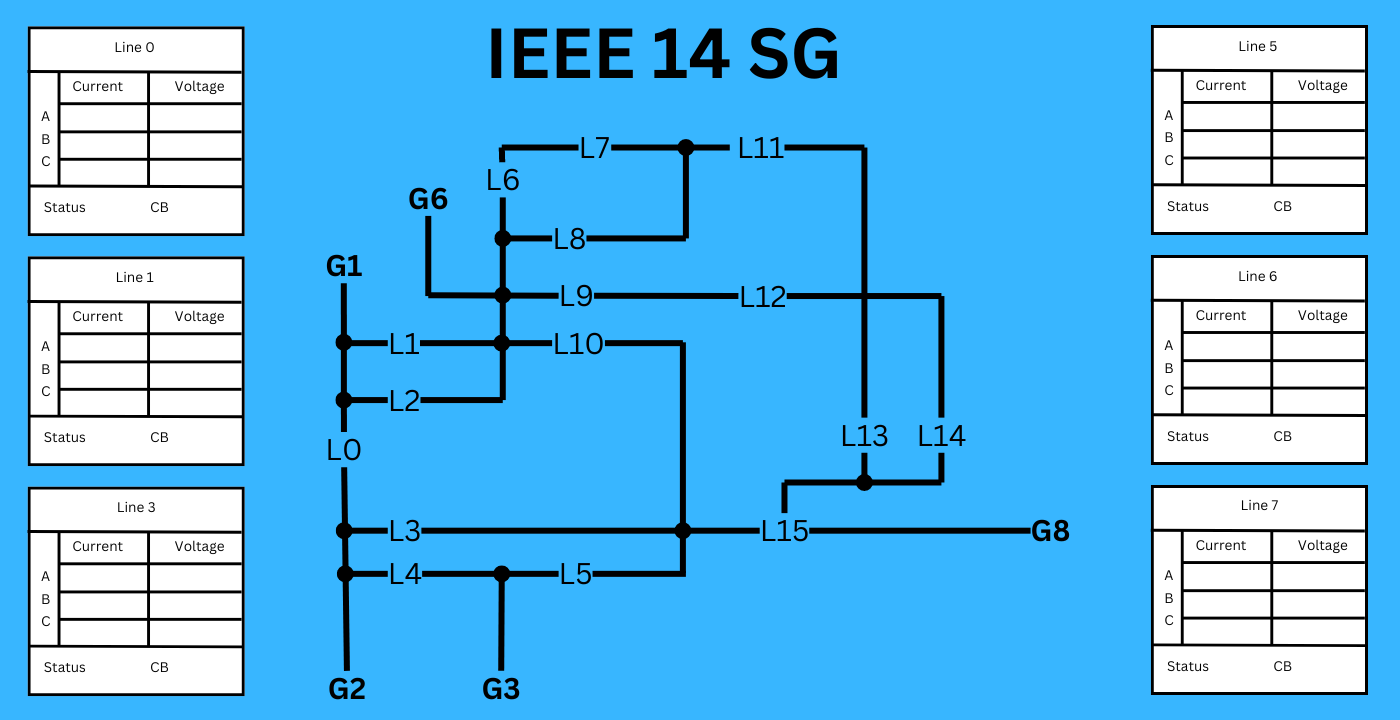 IEEE 14 SG
Line 0
Current Voltage
A
B
C
Status CB
Line 1
Current Voltage
A
B
C
Status CB
Line 3
Current Voltage
A
B
C
Status CB
L7 L11
L6
G6
L8
G1
L9 L12
L1 L10
L2
L13 L14
L0
L3 L15 G8
L4 L5
G2 G3
Line 5
Current Voltage
A
B
C
Status CB
Line 6
Current Voltage
A
B
C
Status CB
Line 7
Current Voltage
A
B
C
Status CB